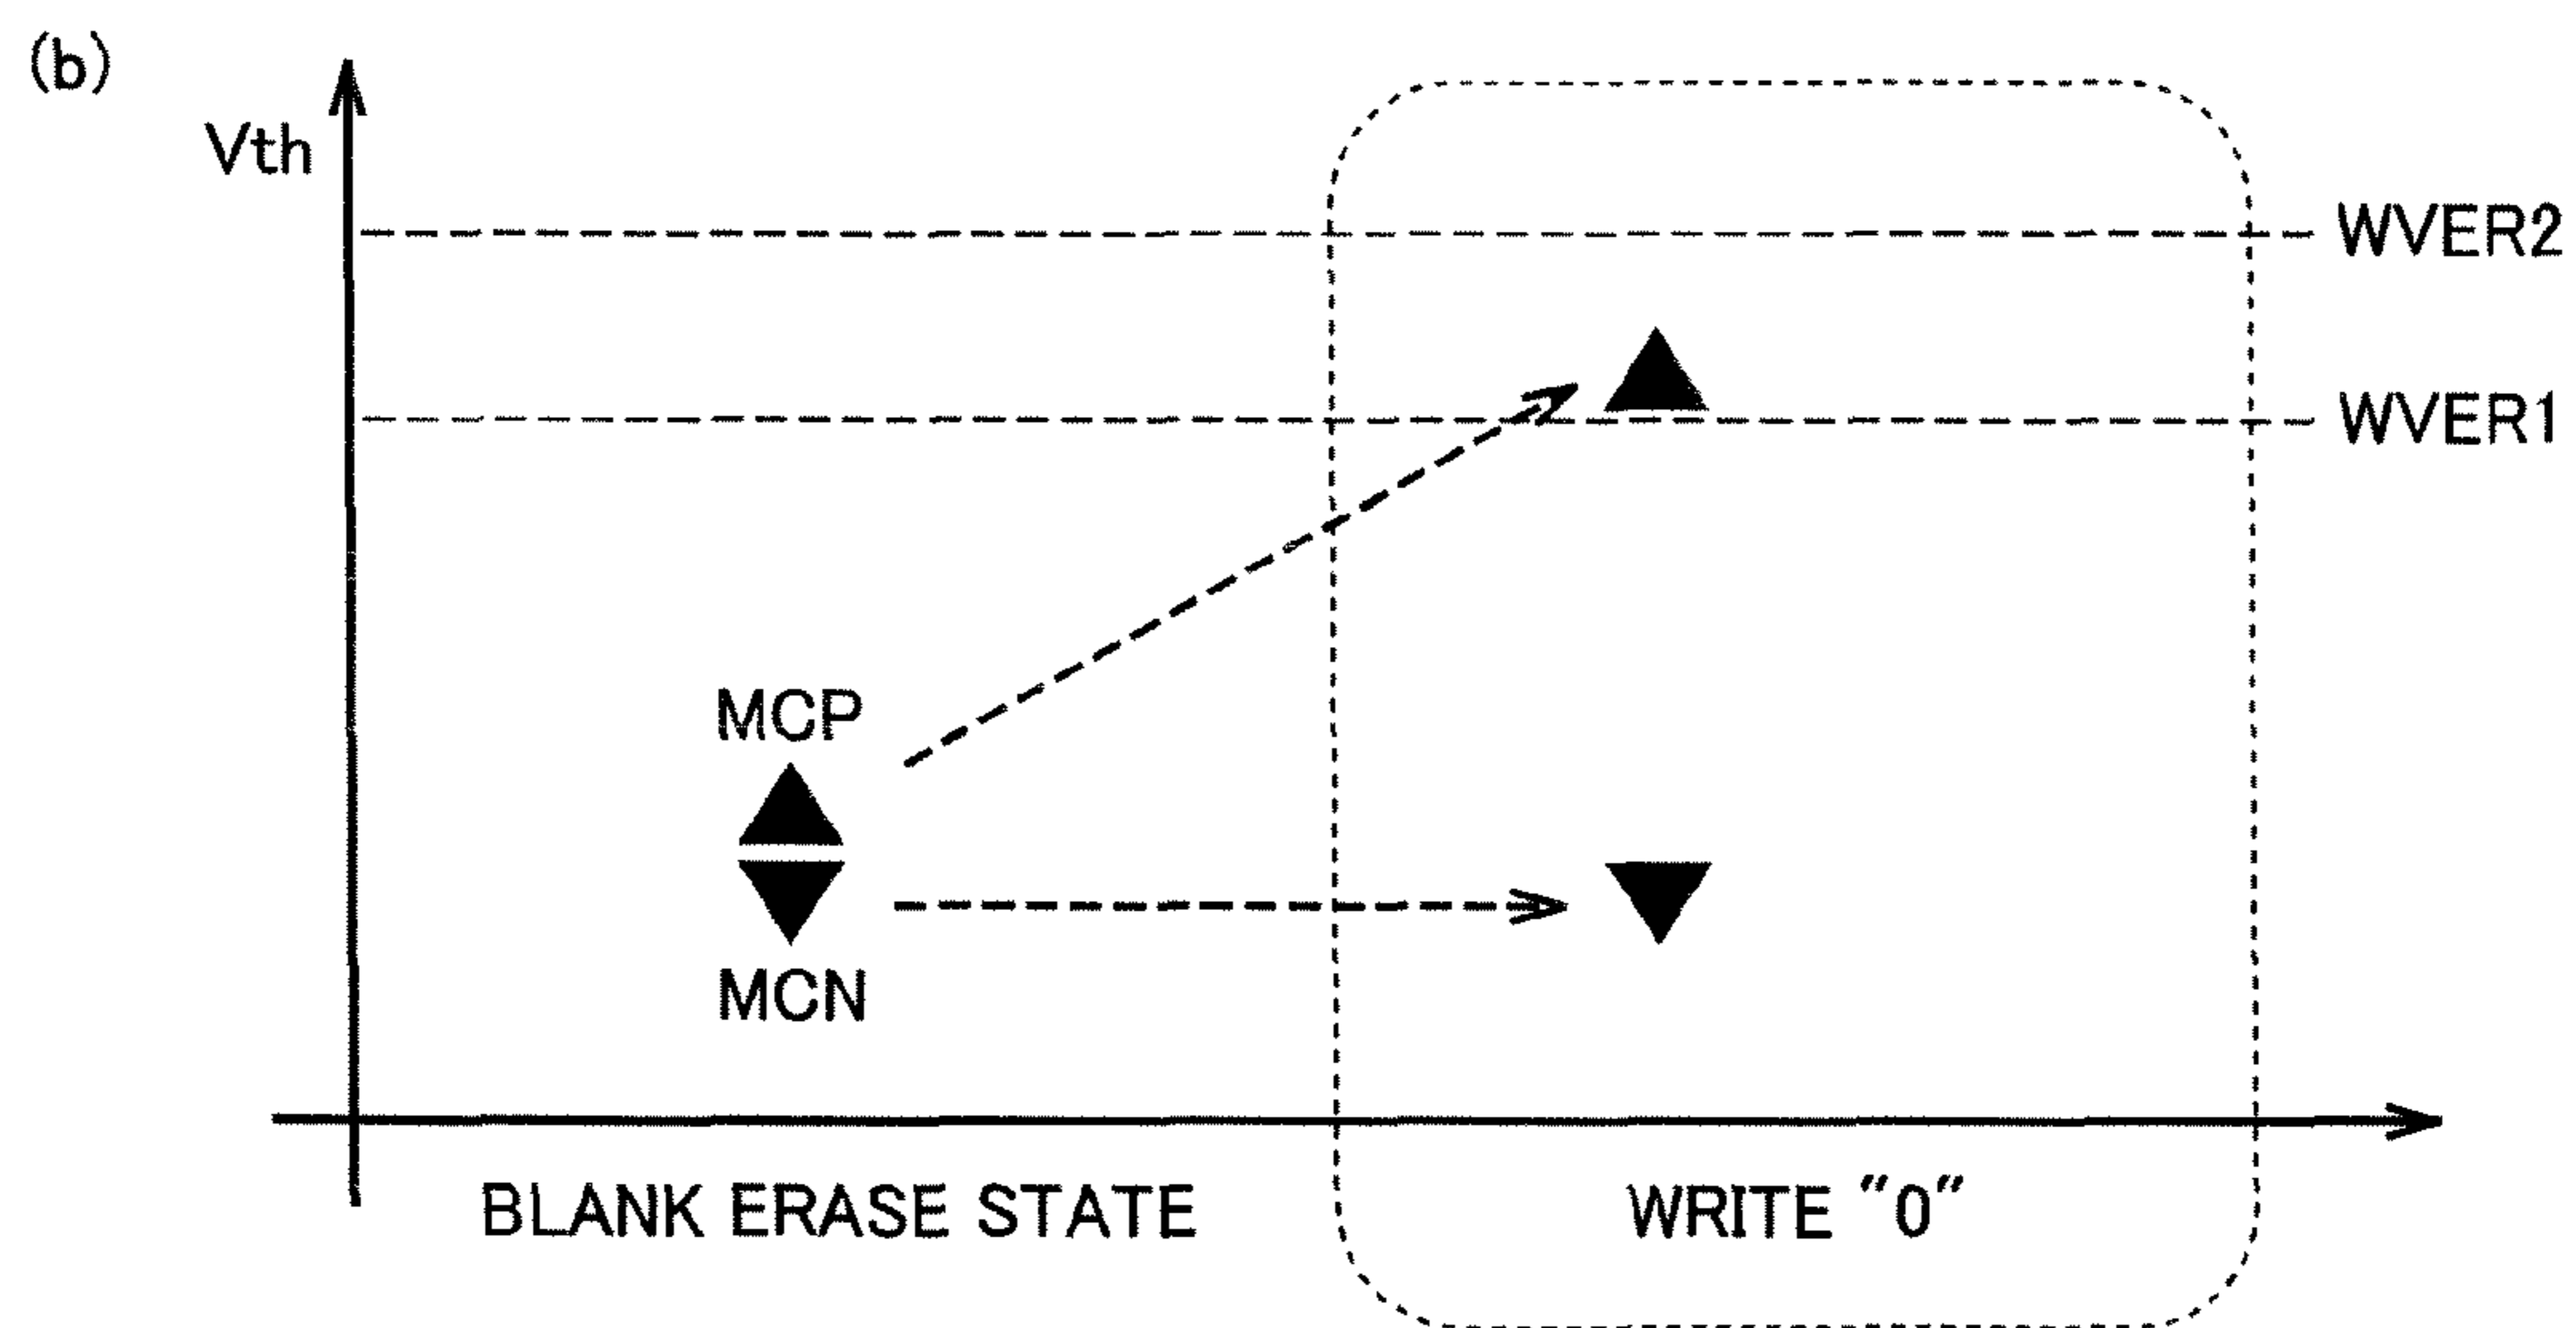 (b)
Vth
WVER2
WVER1
MCP
MCN
BLANK ERASE STATE
WRITE "0"